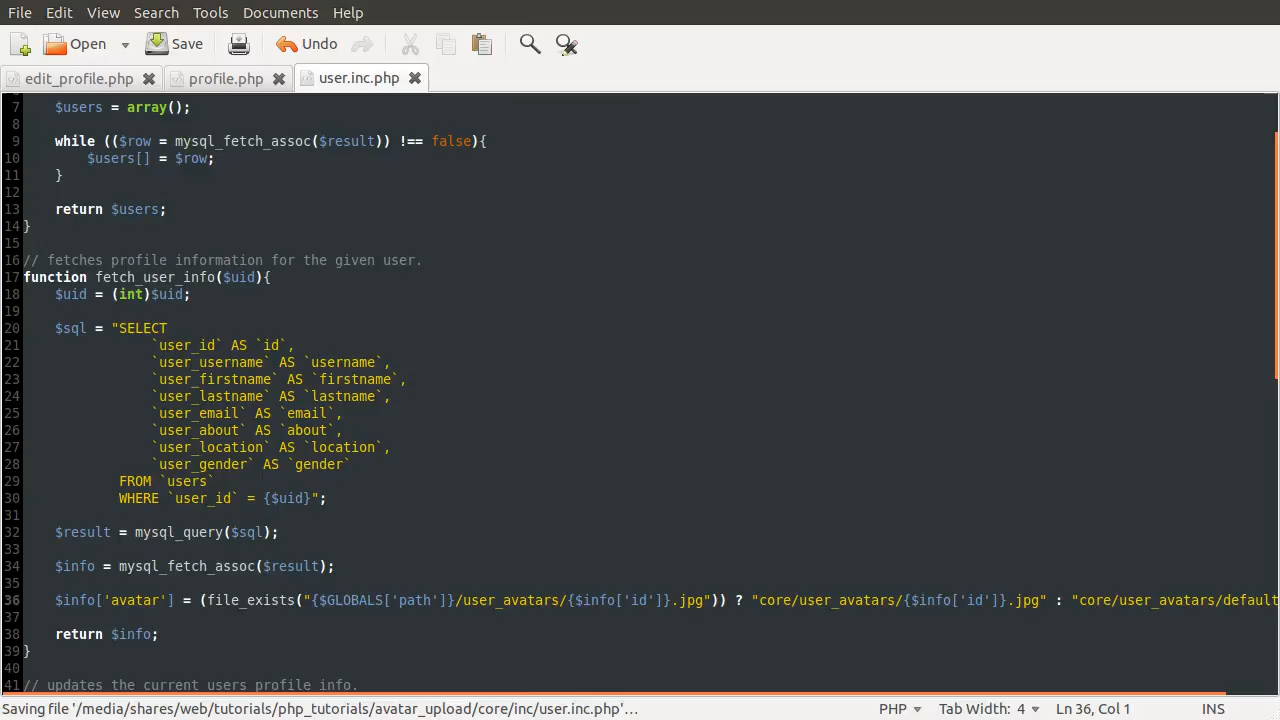 File Edit View Search Tools Documents Help
Open Save Undo
edit_profile.php profile.php user.inc.php
7 $users = array();
8
9 while (($row = mysql_fetch_assoc($result)) !== false){
10 $users[] = $row;
11 }
12
13 return $users;
14 }
15
16 // fetches profile information for the given user.
17 function fetch_user_info($uid){
18 $uid = (int)$uid;
19
20 $sql = "SELECT
21 `user_id` AS `id`,
22 `user_username` AS `username`,
23 `user_firstname` AS `firstname`,
24 `user_lastname` AS `lastname`,
25 `user_email` AS `email`,
26 `user_about` AS `about`,
27 `user_location` AS `location`,
28 `user_gender` AS `gender`
29 FROM `users`
30 WHERE `user_id` = {$uid}";
31
32 $result = mysql_query($sql);
33
34 $info = mysql_fetch_assoc($result);
35
36 $info['avatar'] = (file_exists("{$GLOBALS['path']}/user_avatars/{$info['id']}.jpg")) ? "core/user_avatars/{$info['id']}.jpg" : "core/user_avatars/default
37
38 return $info;
39 }
40
41 // updates the current users profile info.
Saving file '/media/shares/web/tutorials/php_tutorials/avatar_upload/core/inc/user.inc.php'… PHP Tab Width: 4 Ln 36, Col 1 INS